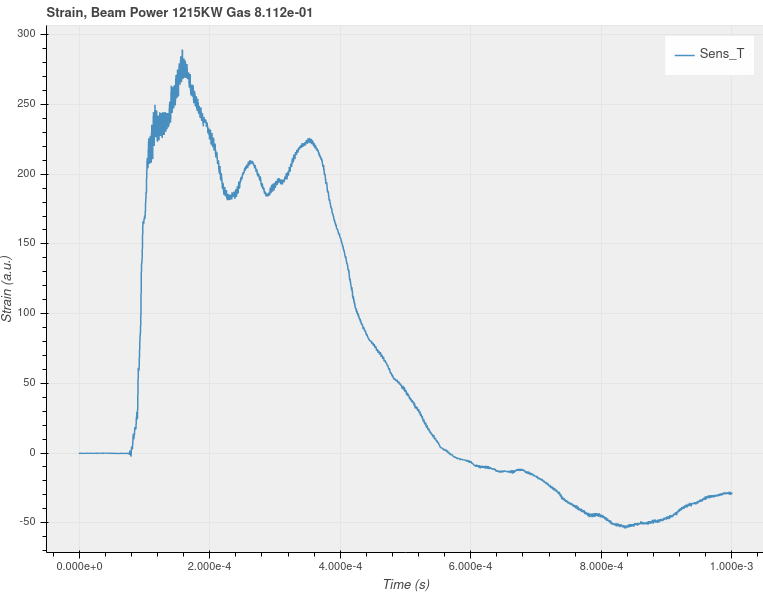 Strain, Beam Power 1215KW Gas 8.112e-01
Sens_T
300
250
200
150
100
50
0
-50
Strain (a.u.)
0.000e+0 2.000e-4 4.000e-4 6.000e-4 8.000e-4 1.000e-3
Time (s)